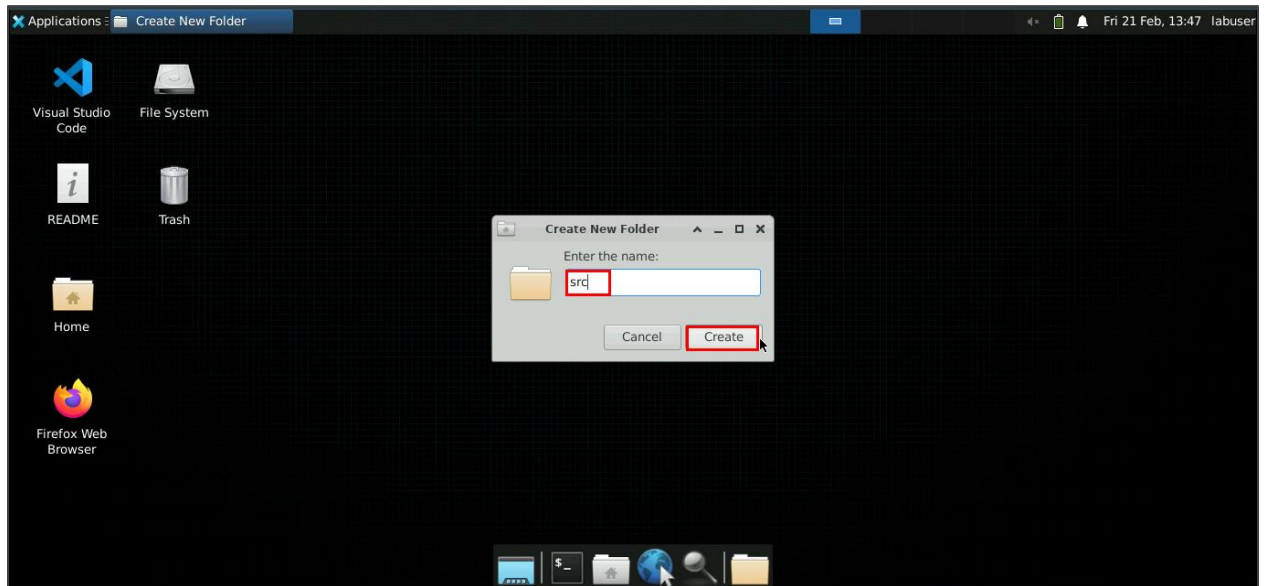 Applications
Create New Folder
Fri 21 Feb, 13:47
labuser
Visual Studio
Code
File System
README
Trash
Home
Firefox Web
Browser
Create New Folder
Enter the name:
src
Cancel
Create
$_